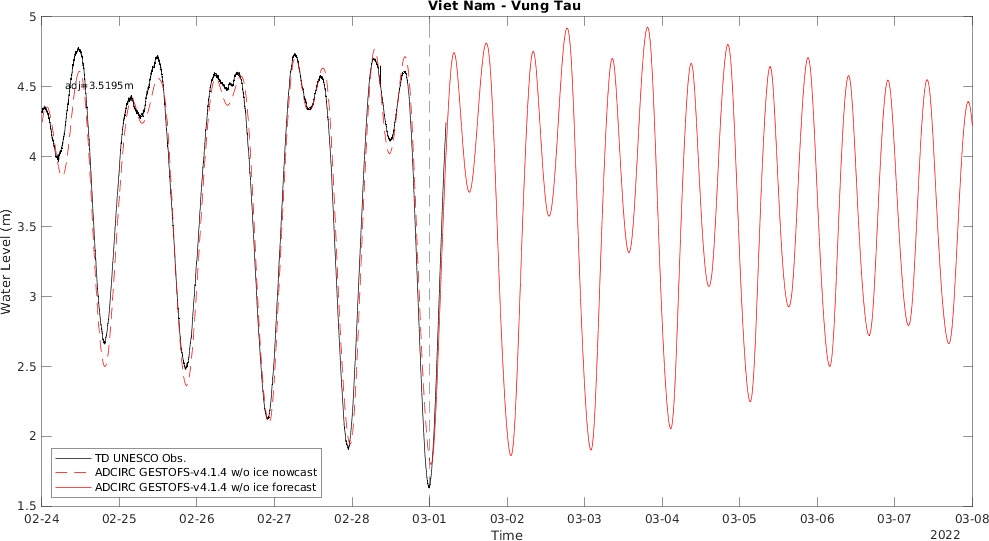 Viet Nam - Vung Tau
5
4.5
4
3.5
3
2.5
2
1.5
Water Level (m)
adj=3.5195m
TD UNESCO Obs.
ADCIRC GESTOFS-v4.1.4 w/o ice nowcast
ADCIRC GESTOFS-v4.1.4 w/o ice forecast
02-24 02-25 02-26 02-27 02-28 03-01 03-02 03-03 03-04 03-05 03-06 03-07 03-08
Time
2022